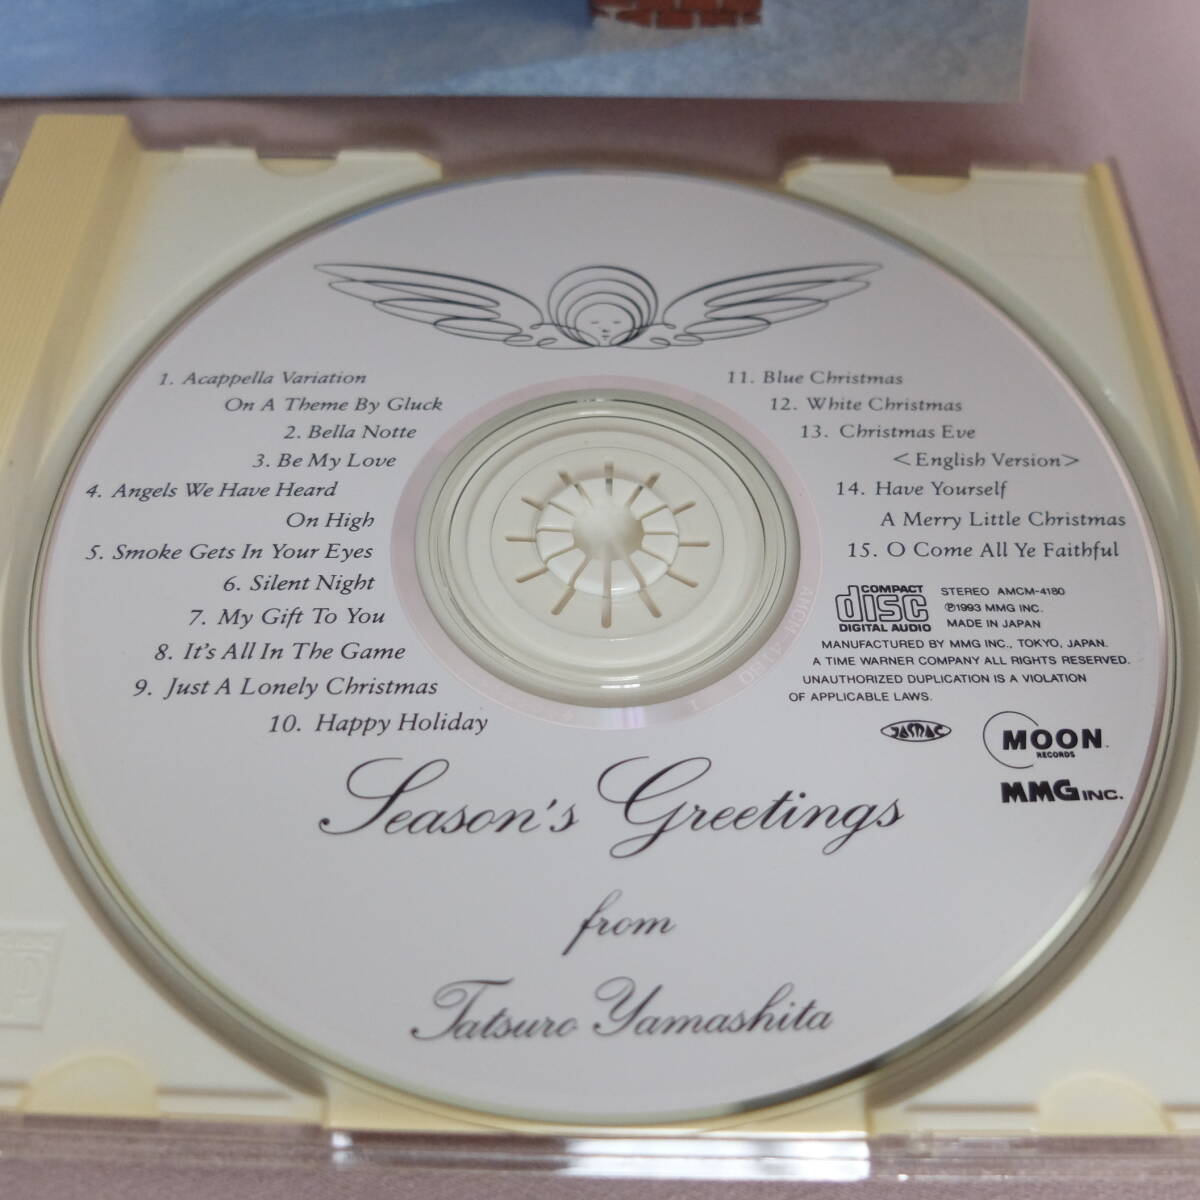 1. Acappella Variation
On A Theme By Gluck
2. Bella Notte
3. Be My Love
4. Angels We Have Heard
On High
5. Smoke Gets In Your Eyes
6. Silent Night
7. My Gift To You
8. It's All In The Game
9. Just A Lonely Christmas
10. Happy Holiday
11. Blue Christmas
12. White Christmas
13. Christmas Eve
<English Version>
14. Have Yourself
A Merry Little Christmas
15. O Come All Ye Faithful
COMPACT
disc
DIGITAL AUDIO
STEREO AMCM-4180
℗1993 MMG INC.
MADE IN JAPAN
MANUFACTURED BY MMG INC., TOKYO, JAPAN.
A TIME WARNER COMPANY ALL RIGHTS RESERVED.
UNAUTHORIZED DUPLICATION IS A VIOLATION
OF APPLICABLE LAWS.
JASRAC
MOON
RECORDS
MMG INC.
Season's Greetings
from
Tatsuro Yamashita
AMCM-4180